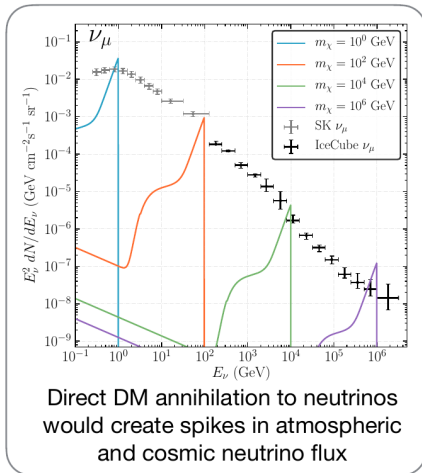 ν_μ
10^{-1}
10^{-2}
10^{-3}
10^{-4}
10^{-5}
10^{-6}
10^{-7}
10^{-8}
10^{-9}
E_ν^2 dN/dE_ν (GeV cm^{-2}s^{-1} sr^{-1})
m_χ = 10^0 GeV
m_χ = 10^2 GeV
m_χ = 10^4 GeV
m_χ = 10^6 GeV
SK ν_μ
IceCube ν_μ
10^{-1} 10^0 10^1 10^2 10^3 10^4 10^5 10^6
E_ν (GeV)
Direct DM annihilation to neutrinos
would create spikes in atmospheric
and cosmic neutrino flux